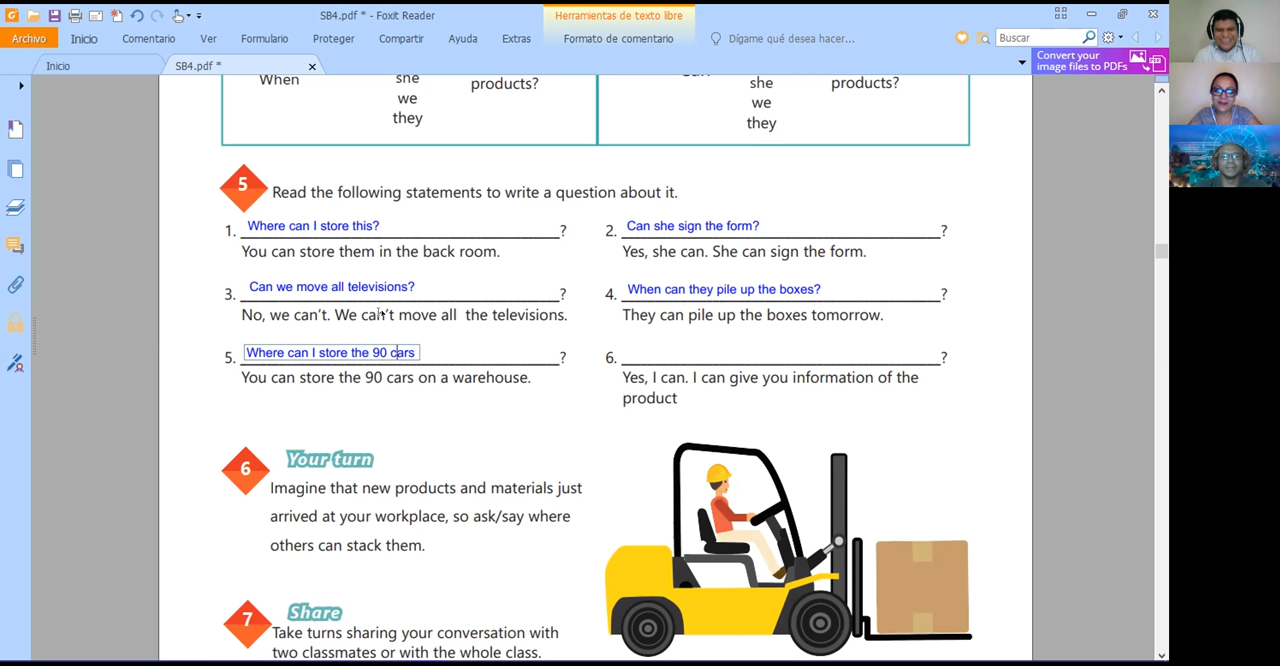 SB4.pdf * - Foxit Reader
Herramientas de texto libre
Archivo Inicio Comentario Ver Formulario Proteger Compartir Ayuda Extras Formato de comentario Dígame qué desea hacer... Buscar
Inicio SB4.pdf *
Convert your
image files to PDFs
When she products?
we
they
she products?
we
they
5 Read the following statements to write a question about it.
1. Where can I store this? ?
You can store them in the back room.
2. Can she sign the form? ?
Yes, she can. She can sign the form.
3. Can we move all televisions? ?
No, we can't. We can't move all the televisions.
4. When can they pile up the boxes? ?
They can pile up the boxes tomorrow.
5. Where can I store the 90 cars ?
You can store the 90 cars on a warehouse.
6. ?
Yes, I can. I can give you information of the
product
6 Your turn
Imagine that new products and materials just
arrived at your workplace, so ask/say where
others can stack them.
7 Share
Take turns sharing your conversation with
two classmates or with the whole class.